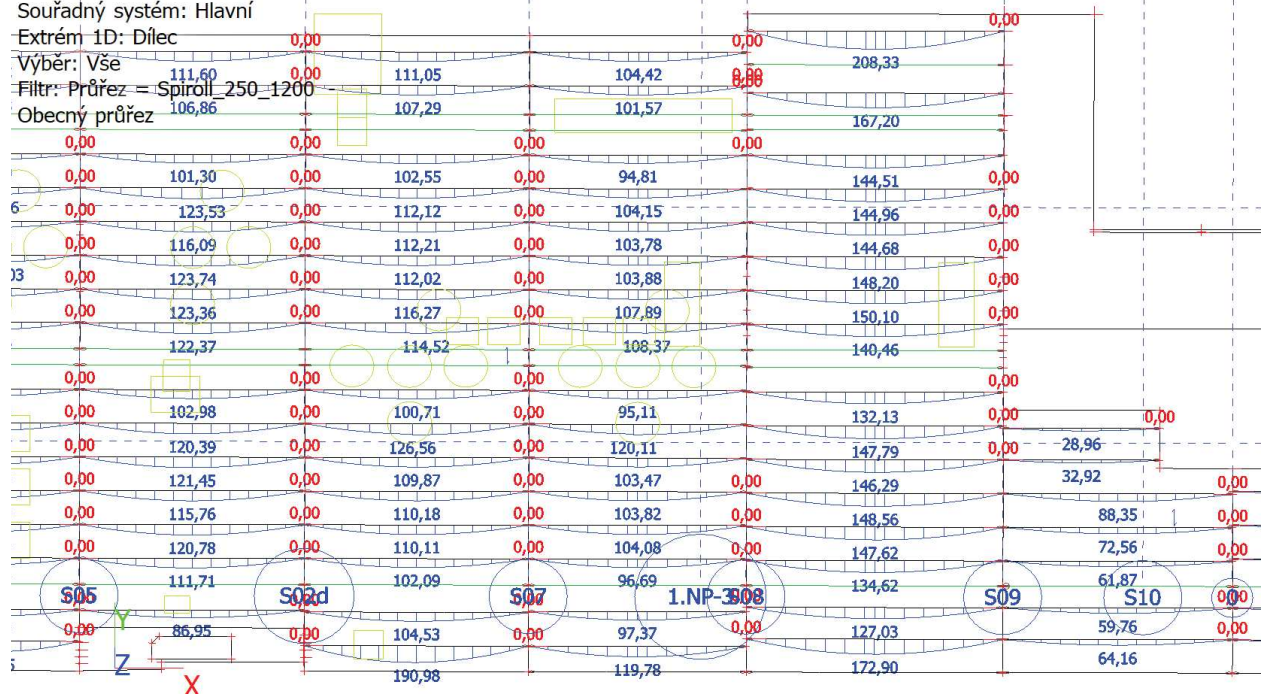 Souřadný systém: Hlavní
0,00 0,00
Extrém 1D: Dílec
0,00 0,00
Výběr: Vše
208,33
111,60 0,00 111,05 104,42
Filtr: Průřez = Spiroll_250_1200 -
106,86 107,29 101,57
Obecný průřez
167,20
0,00 0,00 0,00 0,00
101,30 102,55 94,81 144,51
0,00 0,00 0,00 0,00
123,53 112,12 104,15 144,96
0,00 0,00 0,00 0,00
116,09 112,21 103,78 144,68
0,00 0,00 0,00 0,00
03 123,74 112,02 103,88 148,20
0,00 0,00 0,00 0,00
123,36 116,27 107,89 150,10
0,00 0,00 0,00 0,00
122,37 114,52 108,37 140,46
0,00 0,00 0,00 0,00
102,98 100,71 95,11 132,13
0,00 0,00 0,00 0,00 0,00
120,39 126,56 120,11 147,79 28,96
0,00 0,00 0,00 0,00
121,45 109,87 103,47 146,29 32,92
0,00 0,00 0,00 0,00 0,00
115,76 110,18 103,82 148,56 88,35
0,00 0,00 0,00 0,00 0,00
120,78 110,11 104,08 147,62 72,56
0,00 0,00 0,00 0,00 0,00
111,71 102,09 96,69 134,62 61,87
S05 S02d S07 S08 S09 S10
86,95 104,53 97,37 127,03 59,76
0,00 0,00 0,00 0,00 0,00
190,98 119,78 172,90 64,16
Y
Z
X